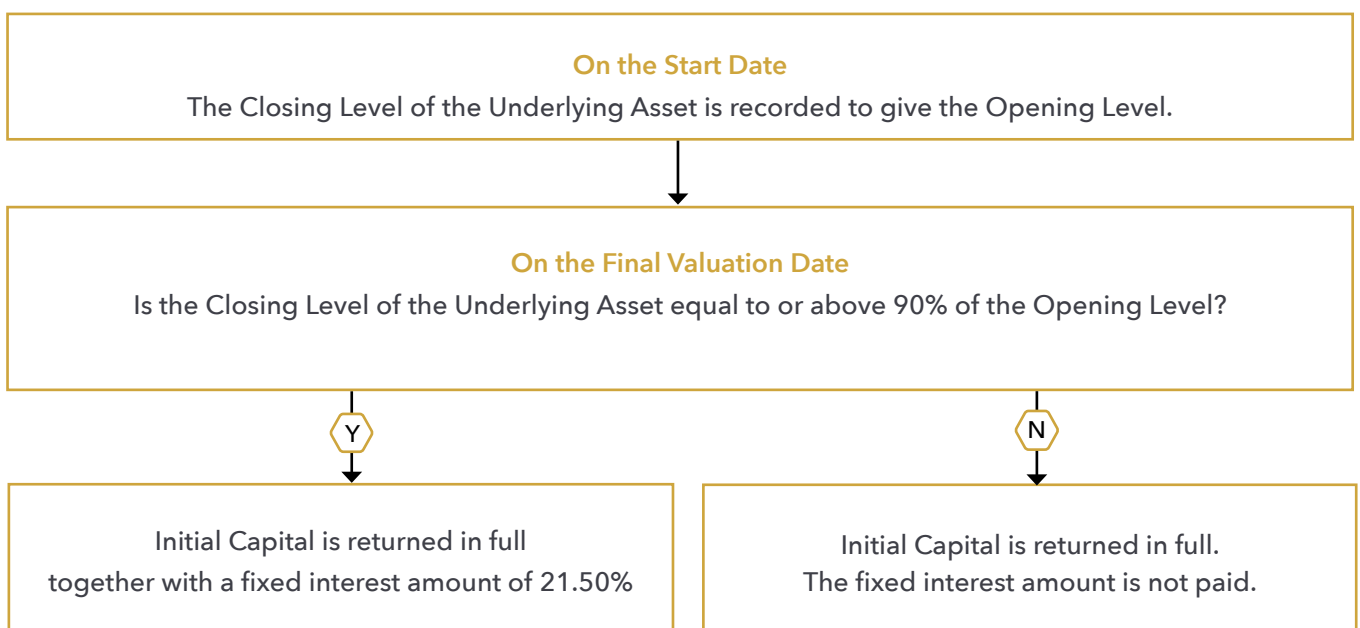 On the Start Date
The Closing Level of the Underlying Asset is recorded to give the Opening Level.
On the Final Valuation Date
Is the Closing Level of the Underlying Asset equal to or above 90% of the Opening Level?
Y
N
Initial Capital is returned in full
together with a fixed interest amount of 21.50%
Initial Capital is returned in full.
The fixed interest amount is not paid.